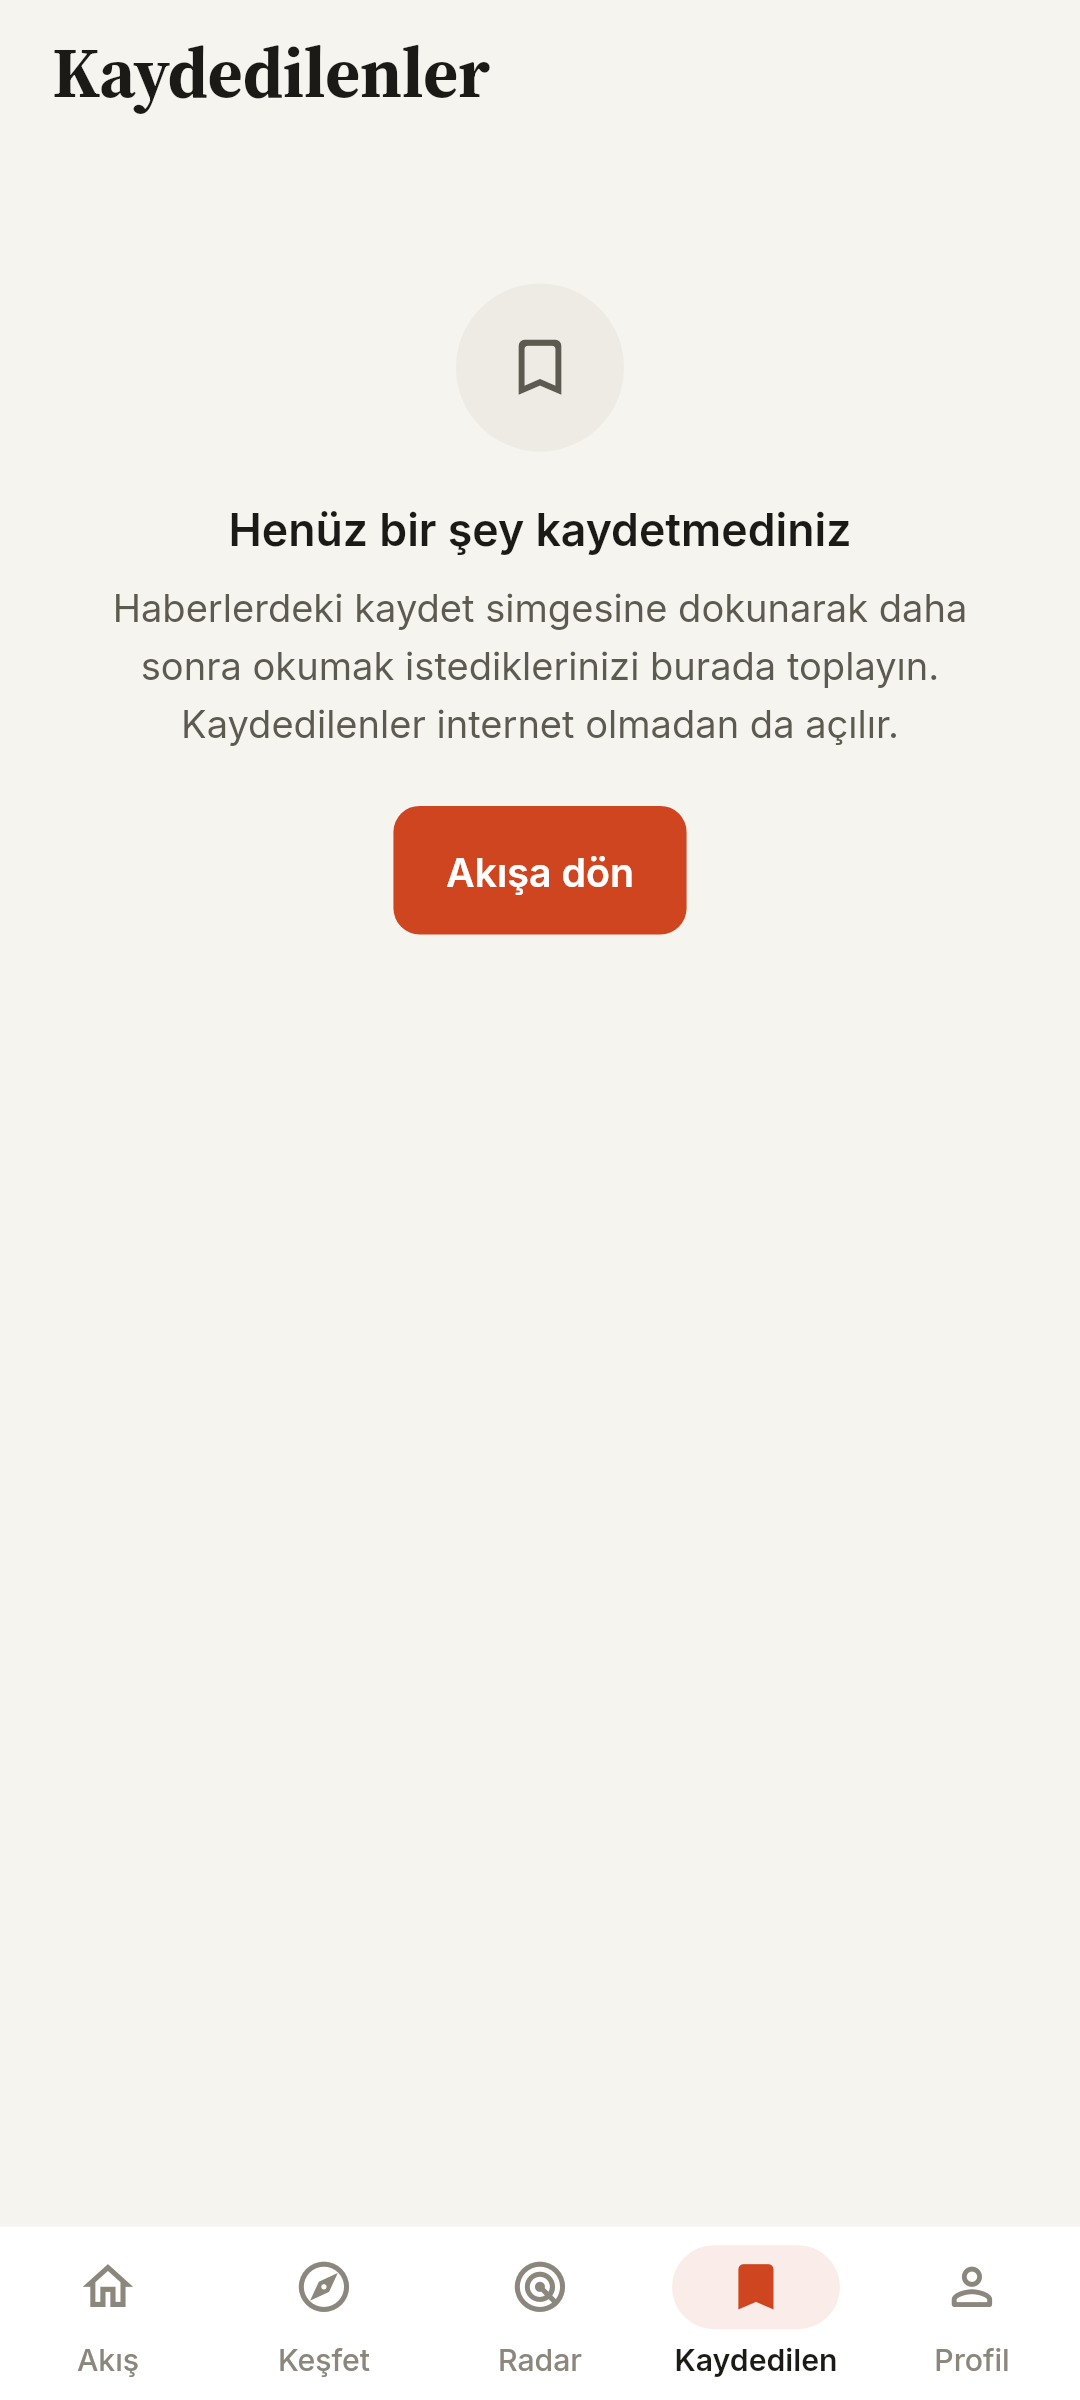 Kaydedilenler
Henüz bir şey kaydetmediniz
Haberlerdeki kaydet simgesine dokunarak daha
sonra okumak istediklerinizi burada toplayın.
Kaydedilenler internet olmadan da açılır.
Akışa dön
Akış
Keşfet
Radar
Kaydedilen
Profil